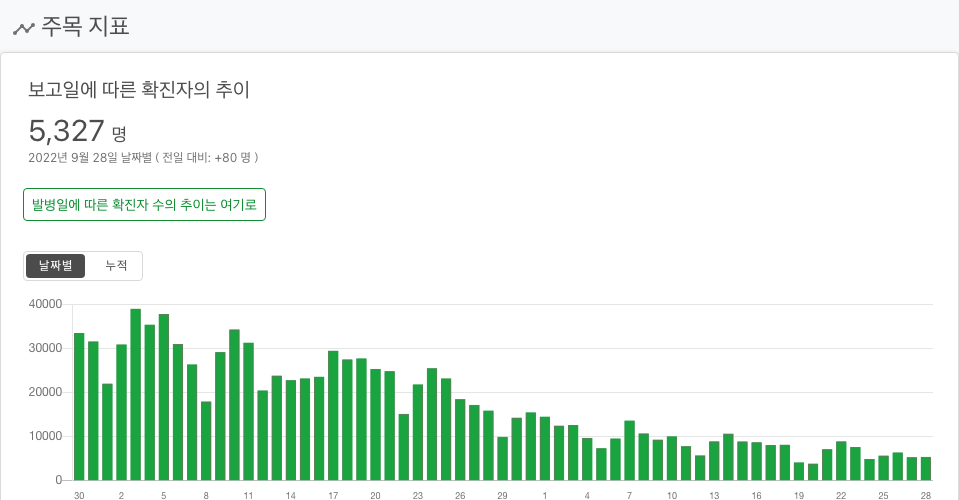 주목 지표
보고일에 따른 확진자의 추이
5,327 명
2022년 9월 28일 날짜별 ( 전일 대비: +80 명 )
발병일에 따른 확진자 수의 추이는 여기로
날짜별 누적
40000
30000
20000
10000
0
30 2 5 8 11 14 17 20 23 26 29 1 4 7 10 13 16 19 22 25 28